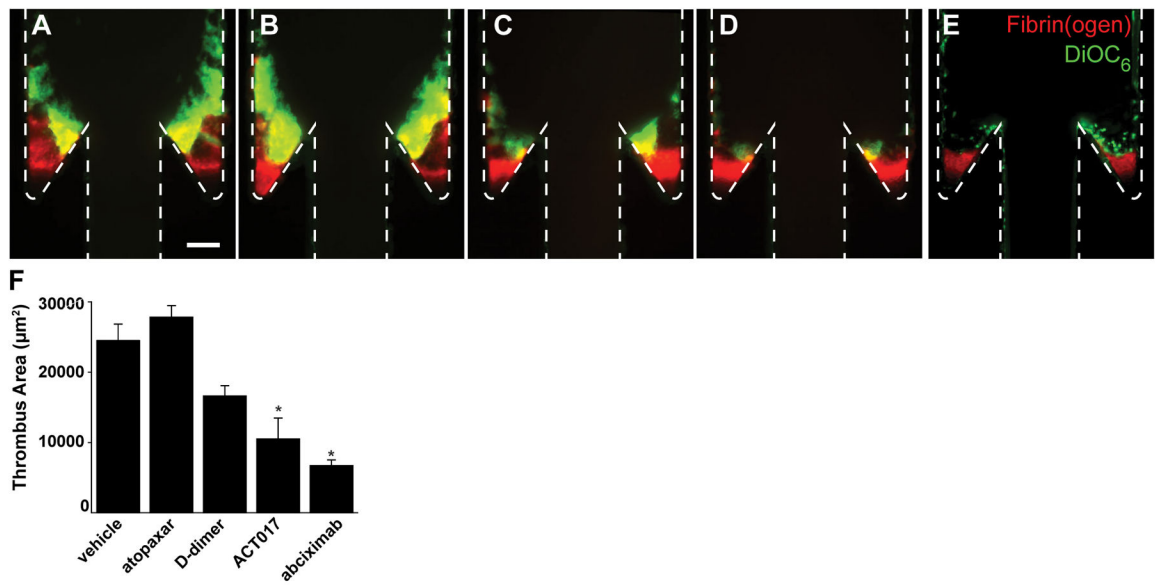 A
B
C
D
E
Fibrin(ogen)
DiOC6
F
Thrombus Area (µm²)
30000
20000
10000
0
*
*
vehicle
atopaxar
D-dimer
ACT017
abciximab